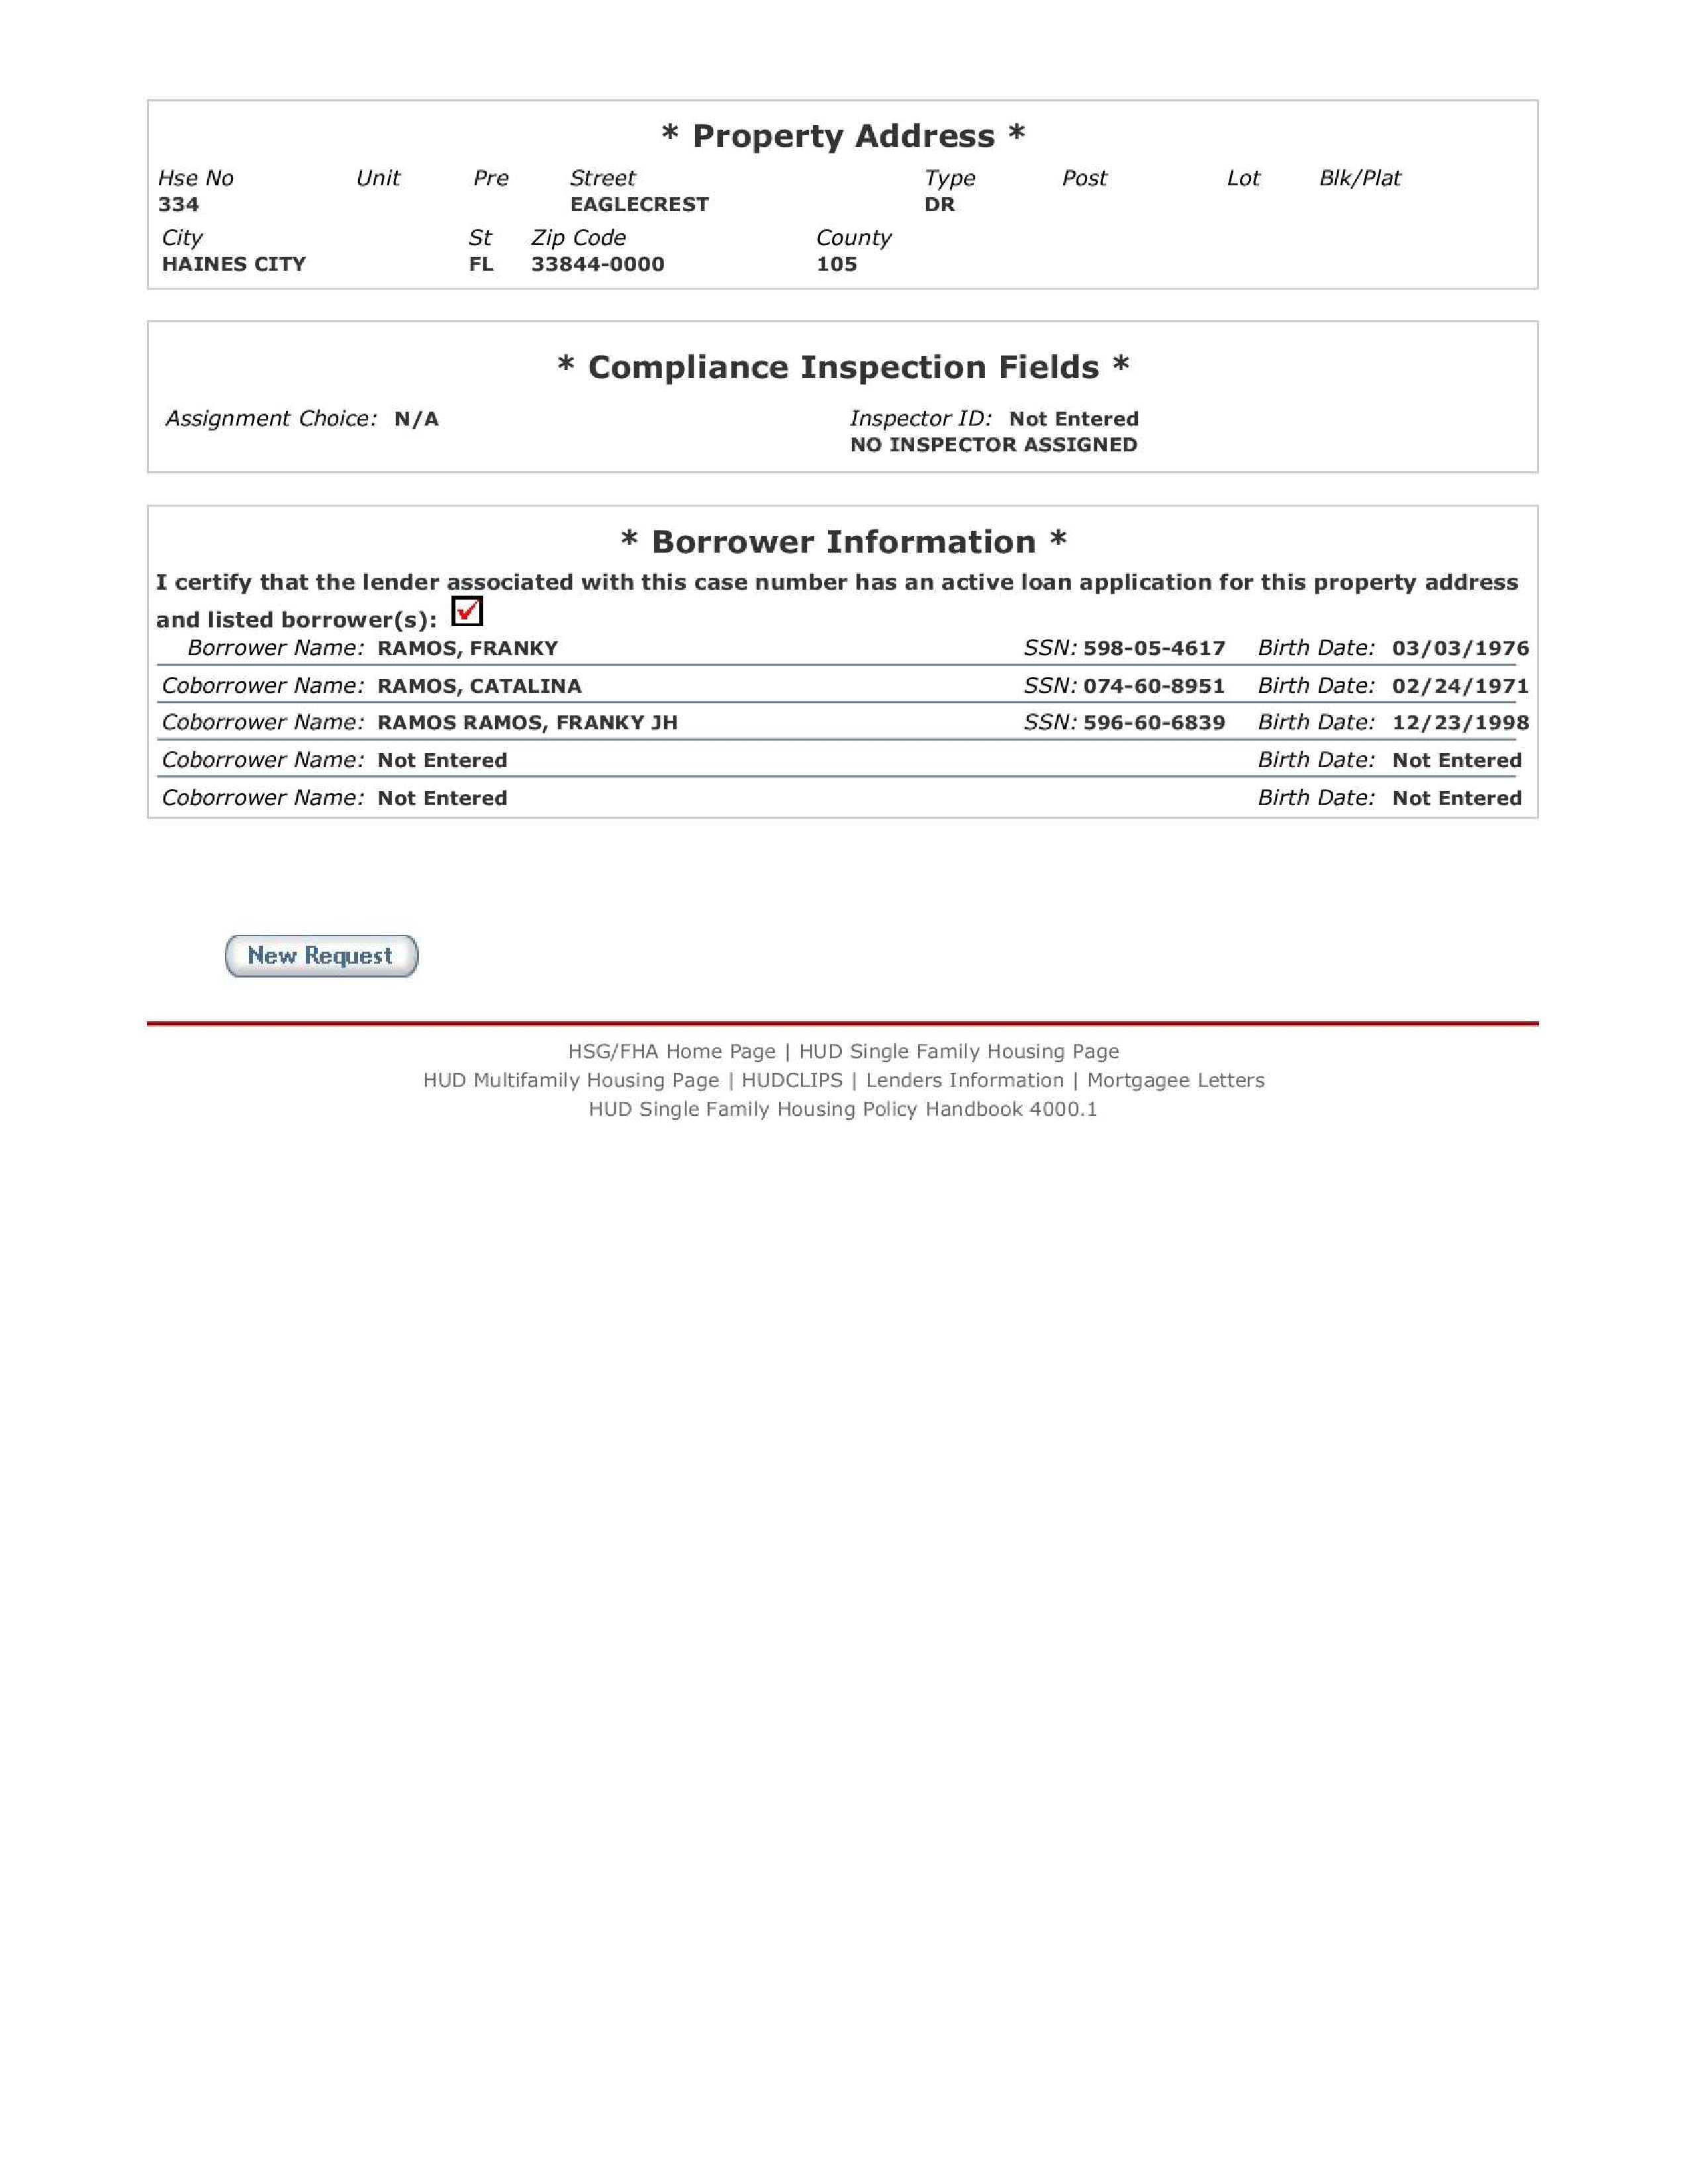 * Property Address *
Hse No Unit Pre Street Type Post Lot Blk/Plat
334 EAGLECREST DR
City St Zip Code County
HAINES CITY FL 33844-0000 105
* Compliance Inspection Fields *
Assignment Choice: N/A Inspector ID: Not Entered
NO INSPECTOR ASSIGNED
* Borrower Information *
I certify that the lender associated with this case number has an active loan application for this property address
and listed borrower(s):
Borrower Name: RAMOS, FRANKY SSN: 598-05-4617 Birth Date: 03/03/1976
Coborrower Name: RAMOS, CATALINA SSN: 074-60-8951 Birth Date: 02/24/1971
Coborrower Name: RAMOS RAMOS, FRANKY JH SSN: 596-60-6839 Birth Date: 12/23/1998
Coborrower Name: Not Entered Birth Date: Not Entered
Coborrower Name: Not Entered Birth Date: Not Entered
New Request
HSG/FHA Home Page | HUD Single Family Housing Page
HUD Multifamily Housing Page | HUDCLIPS | Lenders Information | Mortgagee Letters
HUD Single Family Housing Policy Handbook 4000.1